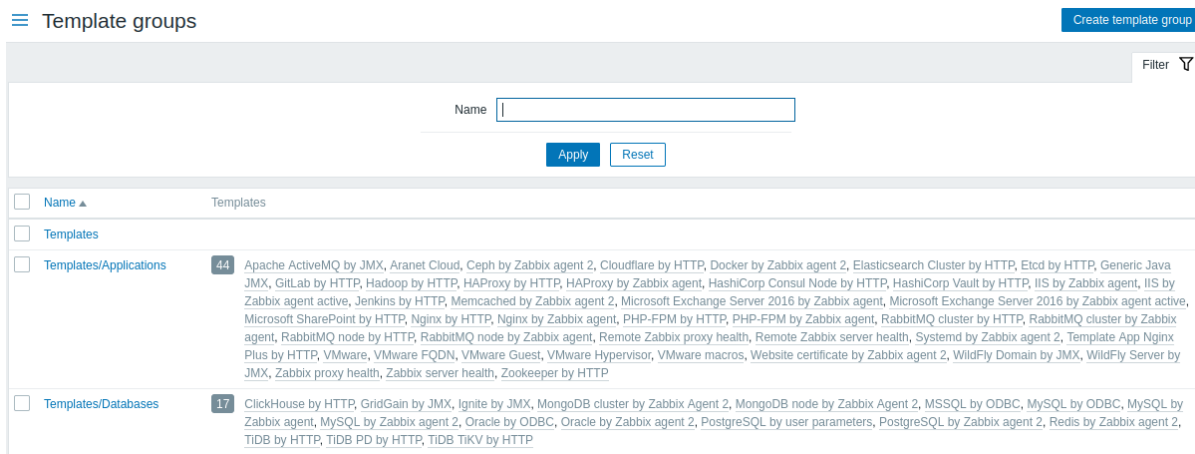 Template groups
Create template group
Filter
Name
Apply
Reset
Name
Templates
Templates
Templates/Applications
44
Apache ActiveMQ by JMX, Aranet Cloud, Ceph by Zabbix agent 2, Cloudflare by HTTP, Docker by Zabbix agent 2, Elasticsearch Cluster by HTTP, Etcd by HTTP, Generic Java
JMX, GitLab by HTTP, Hadoop by HTTP, HAProxy by HTTP, HAProxy by Zabbix agent, HashiCorp Consul Node by HTTP, HashiCorp Vault by HTTP, IIS by Zabbix agent, IIS by
Zabbix agent active, Jenkins by HTTP, Memcached by Zabbix agent 2, Microsoft Exchange Server 2016 by Zabbix agent, Microsoft Exchange Server 2016 by Zabbix agent active,
Microsoft SharePoint by HTTP, Nginx by HTTP, Nginx by Zabbix agent, PHP-FPM by HTTP, PHP-FPM by Zabbix agent, RabbitMQ cluster by HTTP, RabbitMQ cluster by Zabbix
agent, RabbitMQ node by HTTP, RabbitMQ node by Zabbix agent, Remote Zabbix proxy health, Remote Zabbix server health, Systemd by Zabbix agent 2, Template App Nginx
Plus by HTTP, VMware, VMware FQDN, VMware Guest, VMware Hypervisor, VMware macros, Website certificate by Zabbix agent 2, WildFly Domain by JMX, WildFly Server by
JMX, Zabbix proxy health, Zabbix server health, Zookeeper by HTTP
Templates/Databases
17
ClickHouse by HTTP, GridGain by JMX, Ignite by JMX, MongoDB cluster by Zabbix Agent 2, MongoDB node by Zabbix Agent 2, MSSQL by ODBC, MySQL by ODBC, MySQL by
Zabbix agent, MySQL by Zabbix agent 2, Oracle by ODBC, Oracle by Zabbix agent 2, PostgreSQL by user parameters, PostgreSQL by Zabbix agent 2, Redis by Zabbix agent 2,
TiDB by HTTP, TiDB PD by HTTP, TiDB TiKV by HTTP